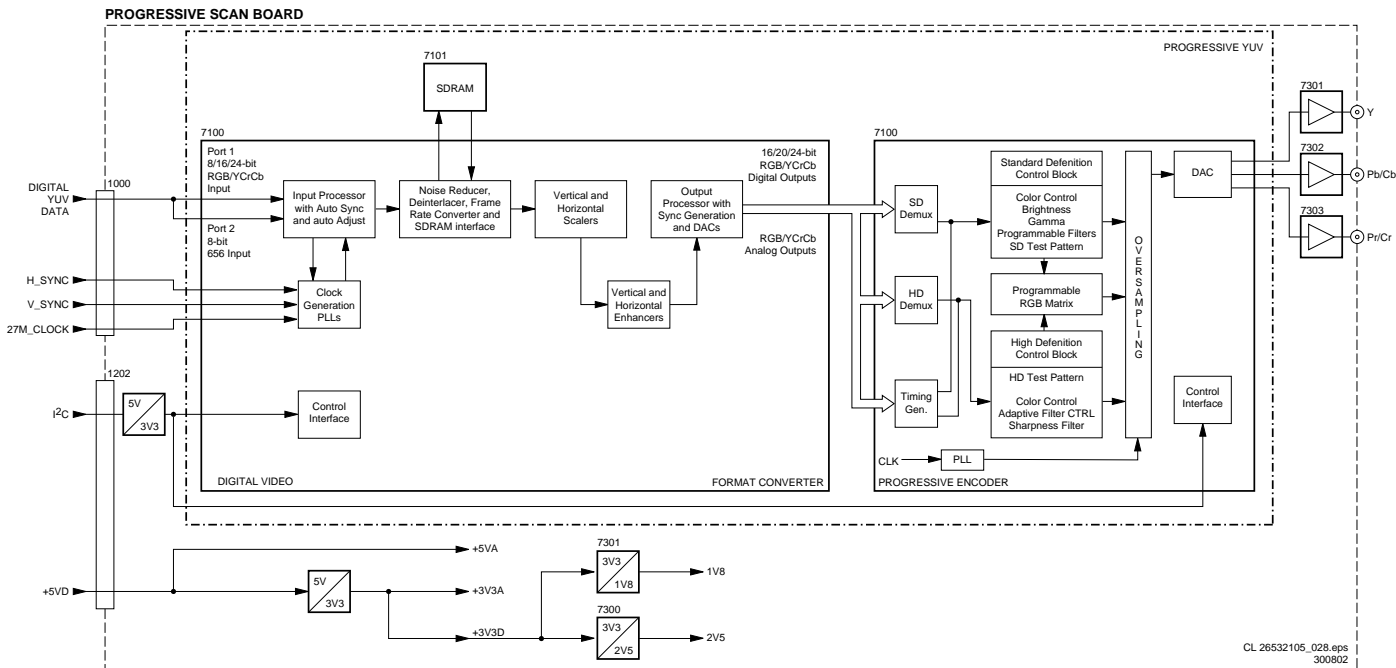 PROGRESSIVE SCAN BOARD
PROGRESSIVE YUV
7101
SDRAM
7100
Port 1
8/16/24-bit
RGB/YCrCb
Input
Port 2
8-bit
656 Input
Input Processor
with Auto Sync
and auto Adjust
Noise Reducer,
Deinterlacer, Frame
Rate Converter and
SDRAM interface
Vertical and
Horizontal
Scalers
Output
Processor with
Sync Generation
and DACs
16/20/24-bit
RGB/YCrCb
Digital Outputs
RGB/YCrCb
Analog Outputs
Clock
Generation
PLLs
Vertical and
Horizontal
Enhancers
Control
Interface
DIGITAL VIDEO
FORMAT CONVERTER
1000
DIGITAL
YUV
DATA
H_SYNC
V_SYNC
27M_CLOCK
1202
I2C
5V
3V3
7100
SD
Demux
HD
Demux
Timing
Gen.
Standard Defenition
Control Block
Color Control
Brightness
Gamma
Programmable Filters
SD Test Pattern
Programmable
RGB Matrix
High Defenition
Control Block
HD Test Pattern
Color Control
Adaptive Filter CTRL
Sharpness Filter
OVERSAMPLING
DAC
Control
Interface
CLK
PLL
PROGRESSIVE ENCODER
7301
Y
7302
Pb/Cb
7303
Pr/Cr
+5VD
+5VA
5V
3V3
+3V3A
+3V3D
7301
3V3
1V8
1V8
7300
3V3
2V5
2V5
CL 26532105_028.eps
300802